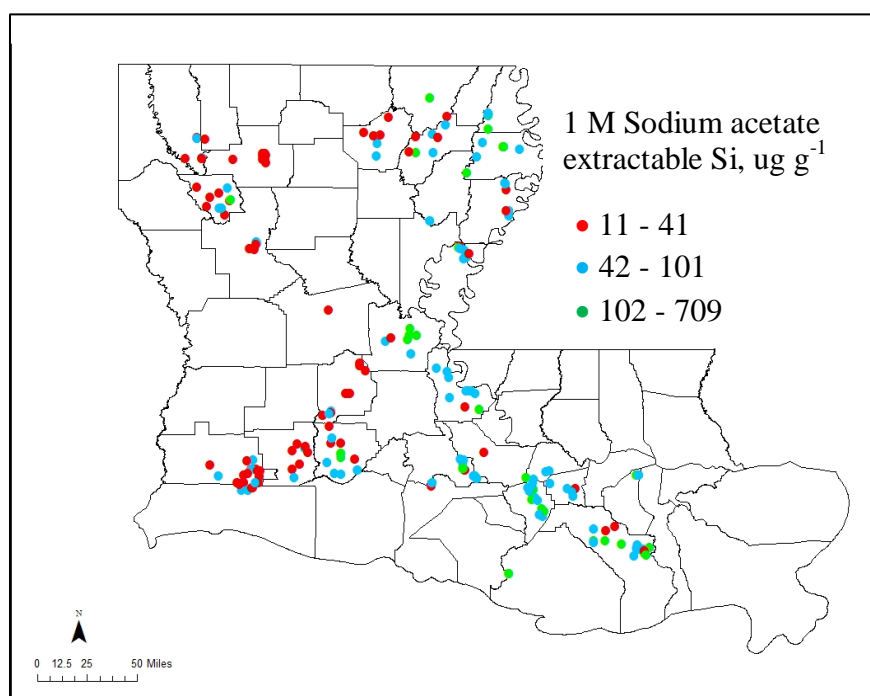 1 M Sodium acetate
extractable Si, ug g-1
11 - 41
42 - 101
102 - 709
N
0 12.5 25 50 Miles